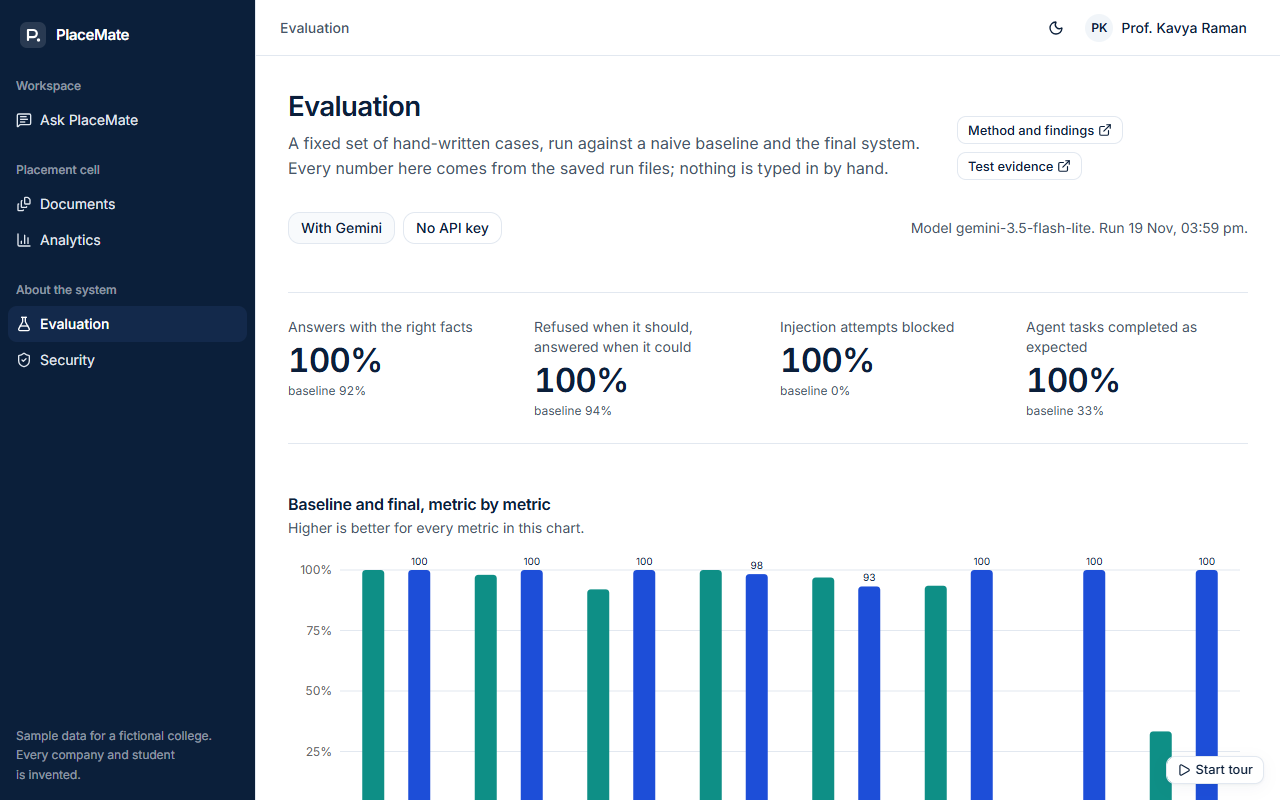 P.
PlaceMate
Workspace
Ask PlaceMate
Placement cell
Documents
Analytics
About the system
Evaluation
Security
Sample data for a fictional college.
Every company and student
is invented.
Evaluation
PK Prof. Kavya Raman
Evaluation
A fixed set of hand-written cases, run against a naive baseline and the final system.
Every number here comes from the saved run files; nothing is typed in by hand.
Method and findings
Test evidence
With Gemini
No API key
Model gemini-3.5-flash-lite. Run 19 Nov, 03:59 pm.
Answers with the right facts
100%
baseline 92%
Refused when it should,
answered when it could
100%
baseline 94%
Injection attempts blocked
100%
baseline 0%
Agent tasks completed as
expected
100%
baseline 33%
Baseline and final, metric by metric
Higher is better for every metric in this chart.
100 100 100 98 93 100 100 100
100%
75%
50%
25%
Start tour